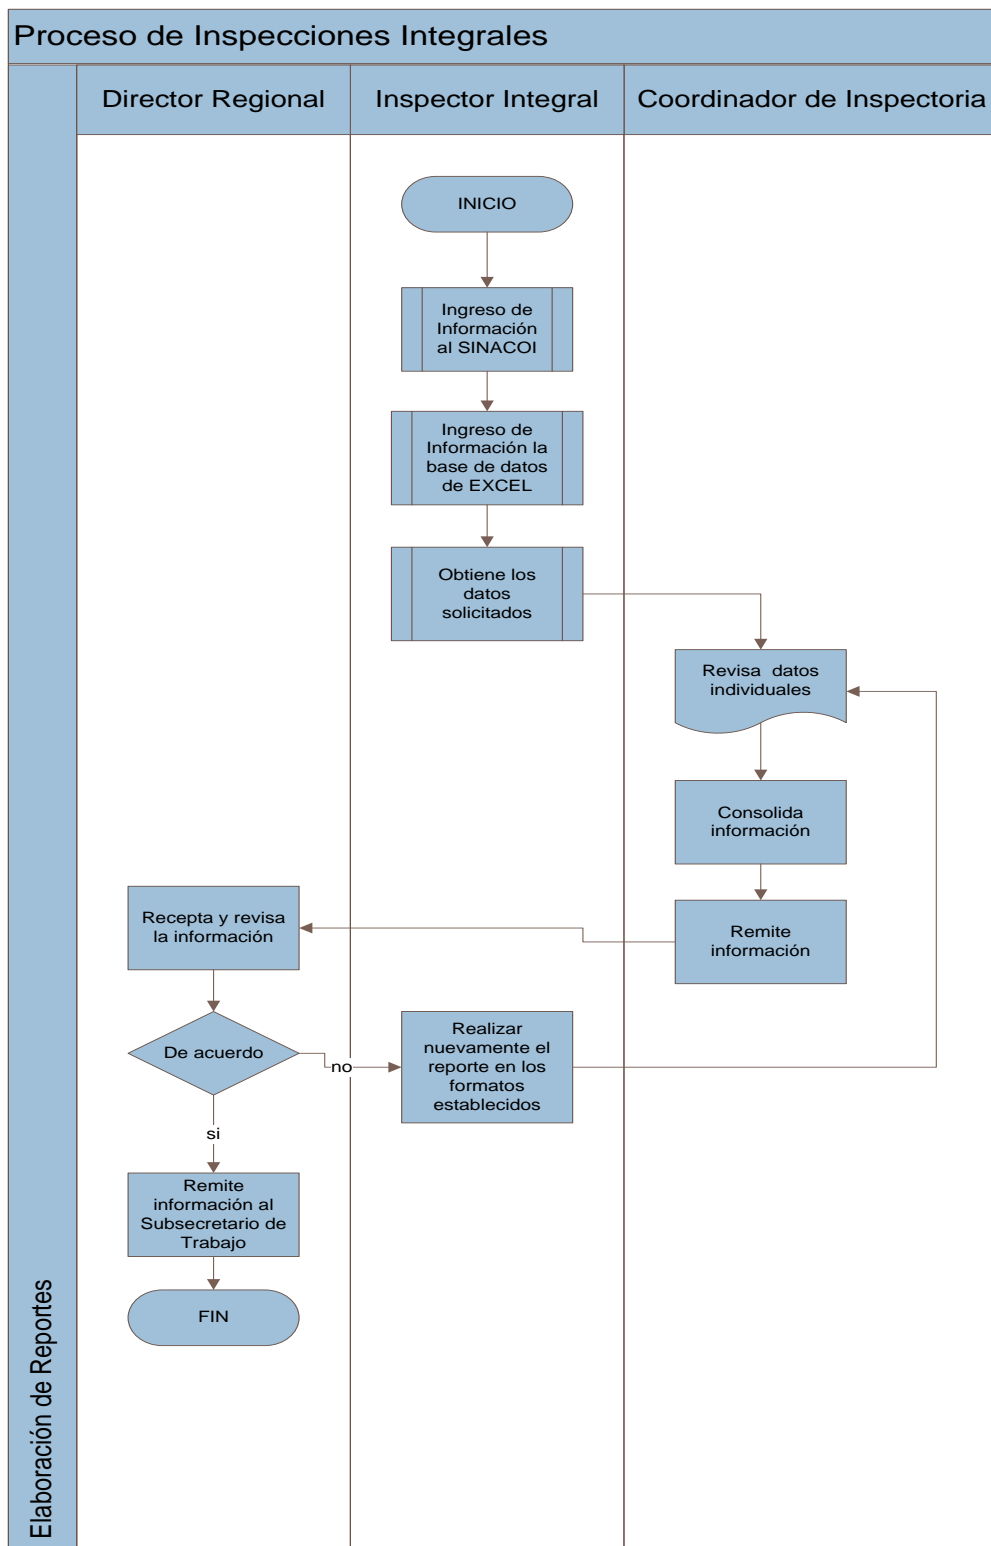 Proceso de Inspecciones Integrales
Director Regional
Inspector Integral
Coordinador de Inspectoria
INICIO
Ingreso de
Información
al SINACOI
Ingreso de
Información la
base de datos
de EXCEL
Obtiene los
datos
solicitados
Revisa datos
individuales
Consolida
información
Remite
información
Recepta y revisa
la información
De acuerdo
no
Realizar
nuevamente el
reporte en los
formatos
establecidos
si
Remite
información al
Subsecretario de
Trabajo
FIN
Elaboración de Reportes